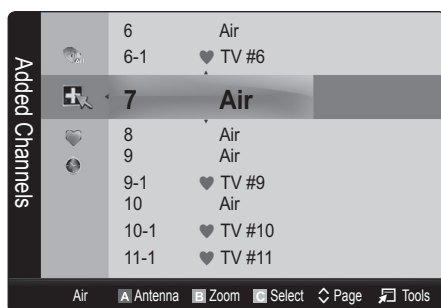 Added Channels
6 Air
6-1 ♥ TV #6
7 Air
8 Air
9 Air
9-1 ♥ TV #9
10 Air
10-1 ♥ TV #10
11-1 ♥ TV #11
Air A Antenna B Zoom C Select Page Tools